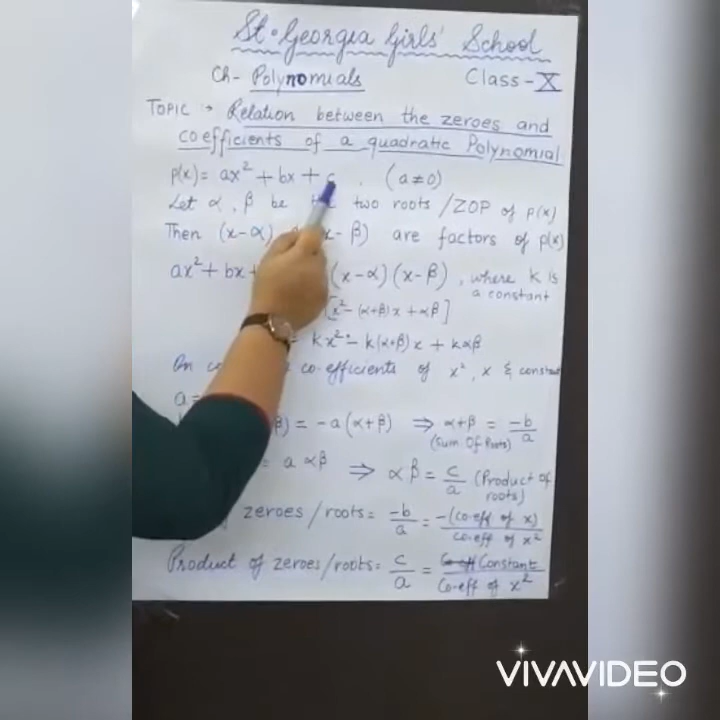 St. Georgia Girls' School
Ch- Polynomials Class-X
TOPIC :- Relation between the zeroes and
coefficients of a quadratic Polynomial
p(x) = ax² + bx + c (a≠0)
Let α, β be two roots /ZOP of p(x)
Then (x-α) (x-β) are factors of p(x)
ax² + bx + (x-α)(x-β), where k is
a constant
[x² - (α+β)x + αβ]
= kx² - k(α+β)x + kαβ
On co-efficients of x², x & constant
a =
β) = -a(α+β) ⇒ α+β = -b/a
(Sum Of Roots)
= aαβ ⇒ αβ = c/a (Product of
roots)
zeroes/roots = -b/a = -(co-eff of x)/co-eff of x²
Product of zeroes/roots = c/a = Constant/Co-eff of x²
VIVAVIDEO